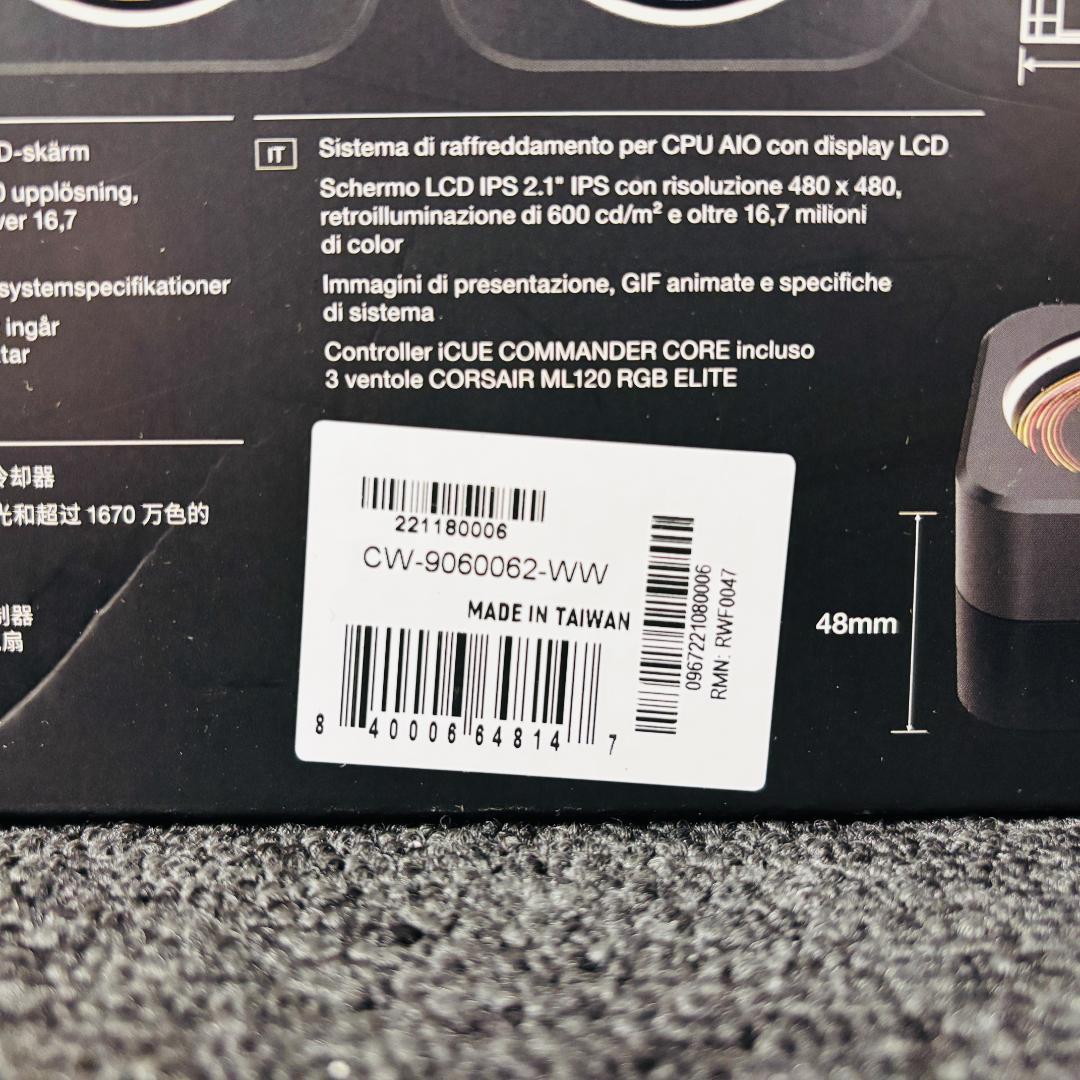 D-skärm
0 upplösning,
ver 16,7
systemspecifikationer
ingår
tar
冷却器
光和超过 1670 万色的
制器
扇
IT
Sistema di raffreddamento per CPU AIO con display LCD
Schermo LCD IPS 2.1" IPS con risoluzione 480 x 480,
retroilluminazione di 600 cd/m² e oltre 16,7 milioni
di color
Immagini di presentazione, GIF animate e specifiche
di sistema
Controller iCUE COMMANDER CORE incluso
3 ventole CORSAIR ML120 RGB ELITE
221180006
CW-9060062-WW
MADE IN TAIWAN
8 40006 64814 7
0967221080006
RMN: RWF0047
48mm